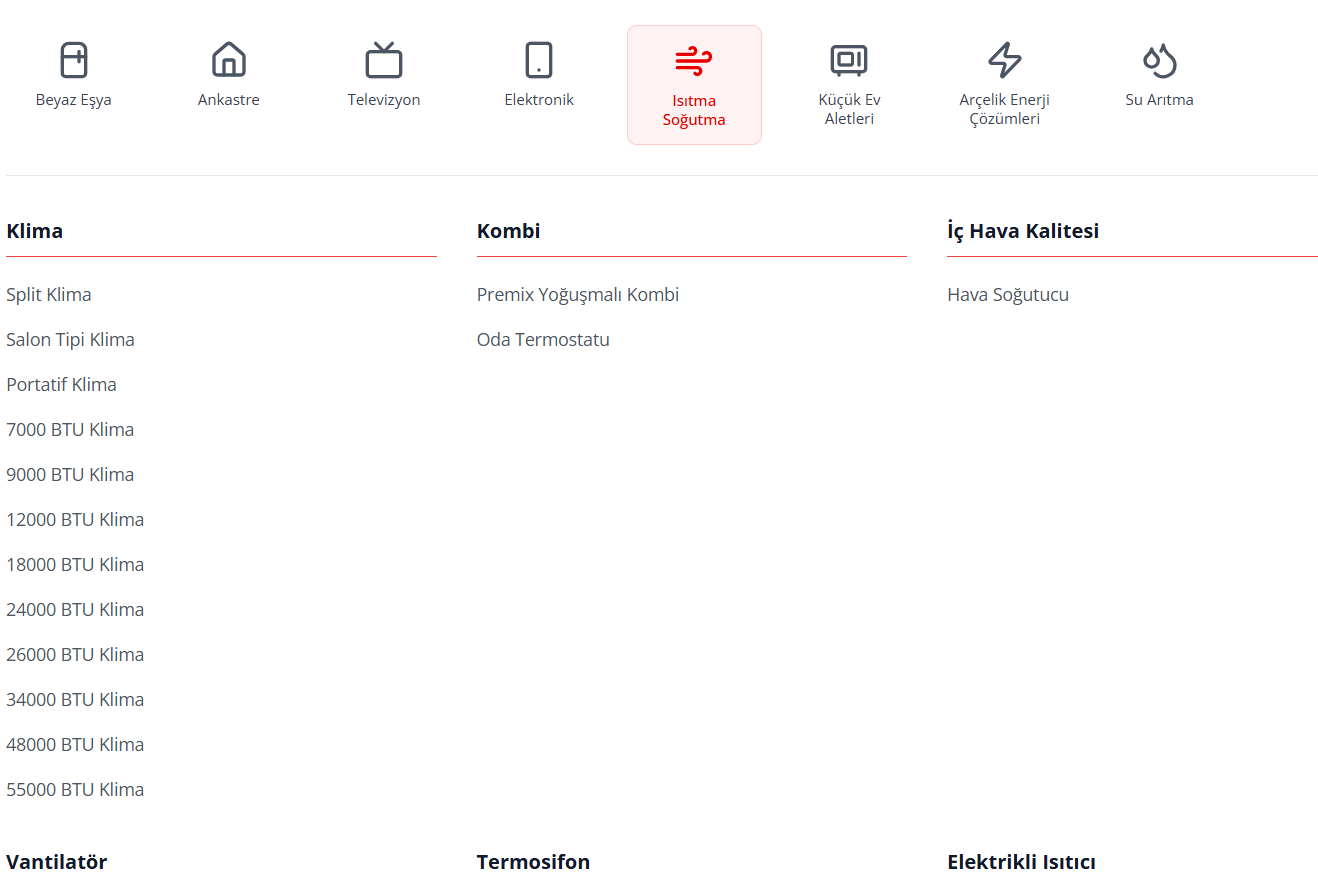 Beyaz Eşya
Ankastre
Televizyon
Elektronik
Isıtma
Soğutma
Küçük Ev
Aletleri
Arçelik Enerji
Çözümleri
Su Arıtma
Klima
Split Klima
Salon Tipi Klima
Portatif Klima
7000 BTU Klima
9000 BTU Klima
12000 BTU Klima
18000 BTU Klima
24000 BTU Klima
26000 BTU Klima
34000 BTU Klima
48000 BTU Klima
55000 BTU Klima
Kombi
Premix Yoğuşmalı Kombi
Oda Termostatu
İç Hava Kalitesi
Hava Soğutucu
Vantilatör
Termosifon
Elektrikli Isıtıcı